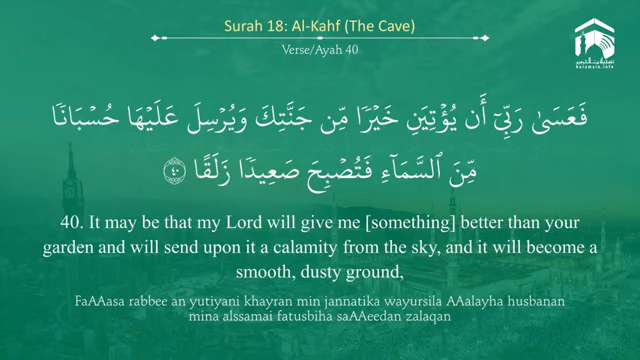 Surah 18: Al-Kahf (The Cave)
Verse/Ayah 40
haramain.info
فَعَسَىٰ رَبِّيٓ أَن يُؤۡتِيَنِ خَيۡرٗا مِّن جَنَّتِكَ وَيُرۡسِلَ عَلَيۡهَا حُسۡبَانٗا
مِّنَ ٱلسَّمَآءِ فَتُصۡبِحَ صَعِيدٗا زَلَقًا ٤٠
40. It may be that my Lord will give me [something] better than your
garden and will send upon it a calamity from the sky, and it will become a
smooth, dusty ground,
FaAAasa rabbee an yutiyani khayran min jannatika wayursila AAalayha husbanan
mina alssamai fatusbiha saAAeedan zalaqan